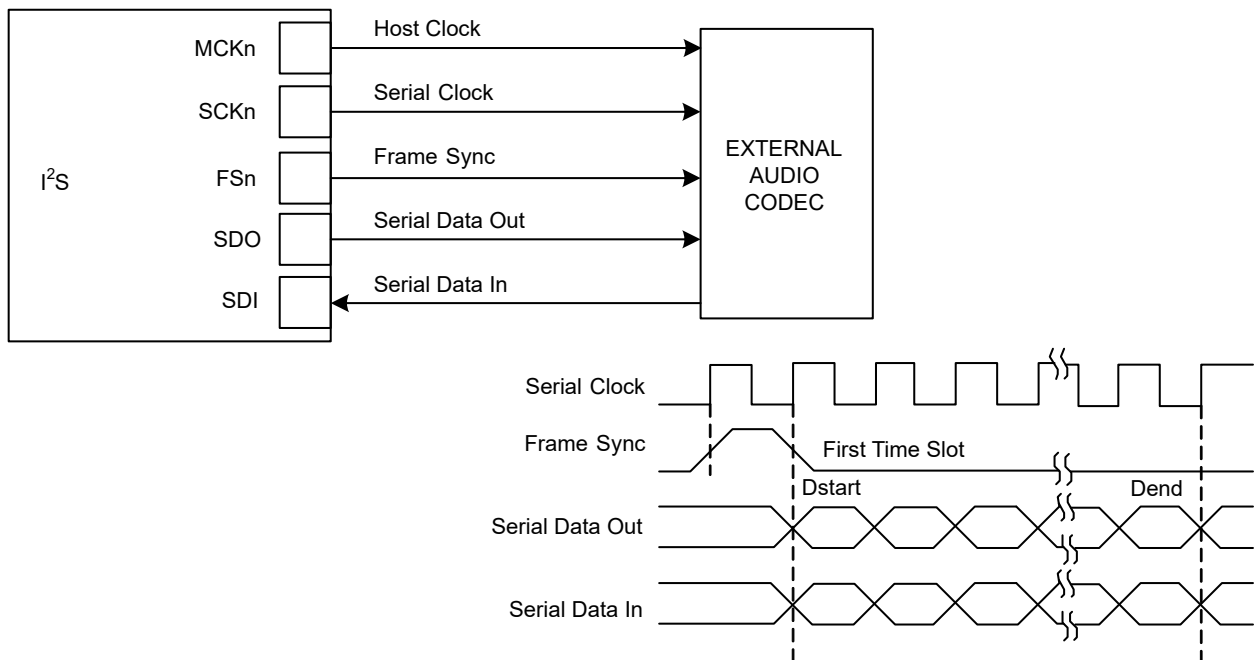 MCKn
Host Clock
SCKn
Serial Clock
I²S
FSn
Frame Sync
SDO
Serial Data Out
SDI
Serial Data In
EXTERNAL
AUDIO
CODEC
Serial Clock
Frame Sync
First Time Slot
Dstart
Dend
Serial Data Out
Serial Data In